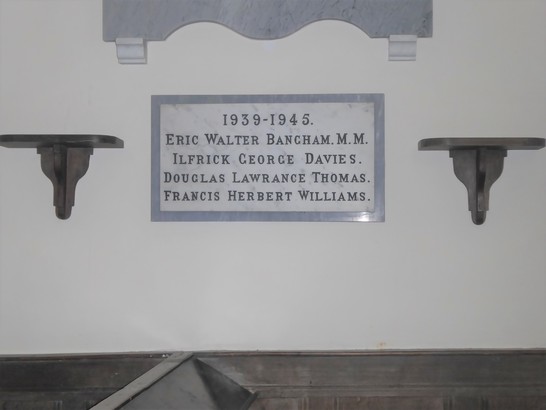 1939-1945.
ERIC WALTER BANGHAM. M.M.
ILFRICK GEORGE DAVIES.
DOUGLAS LAWRANCE THOMAS.
FRANCIS HERBERT WILLIAMS.